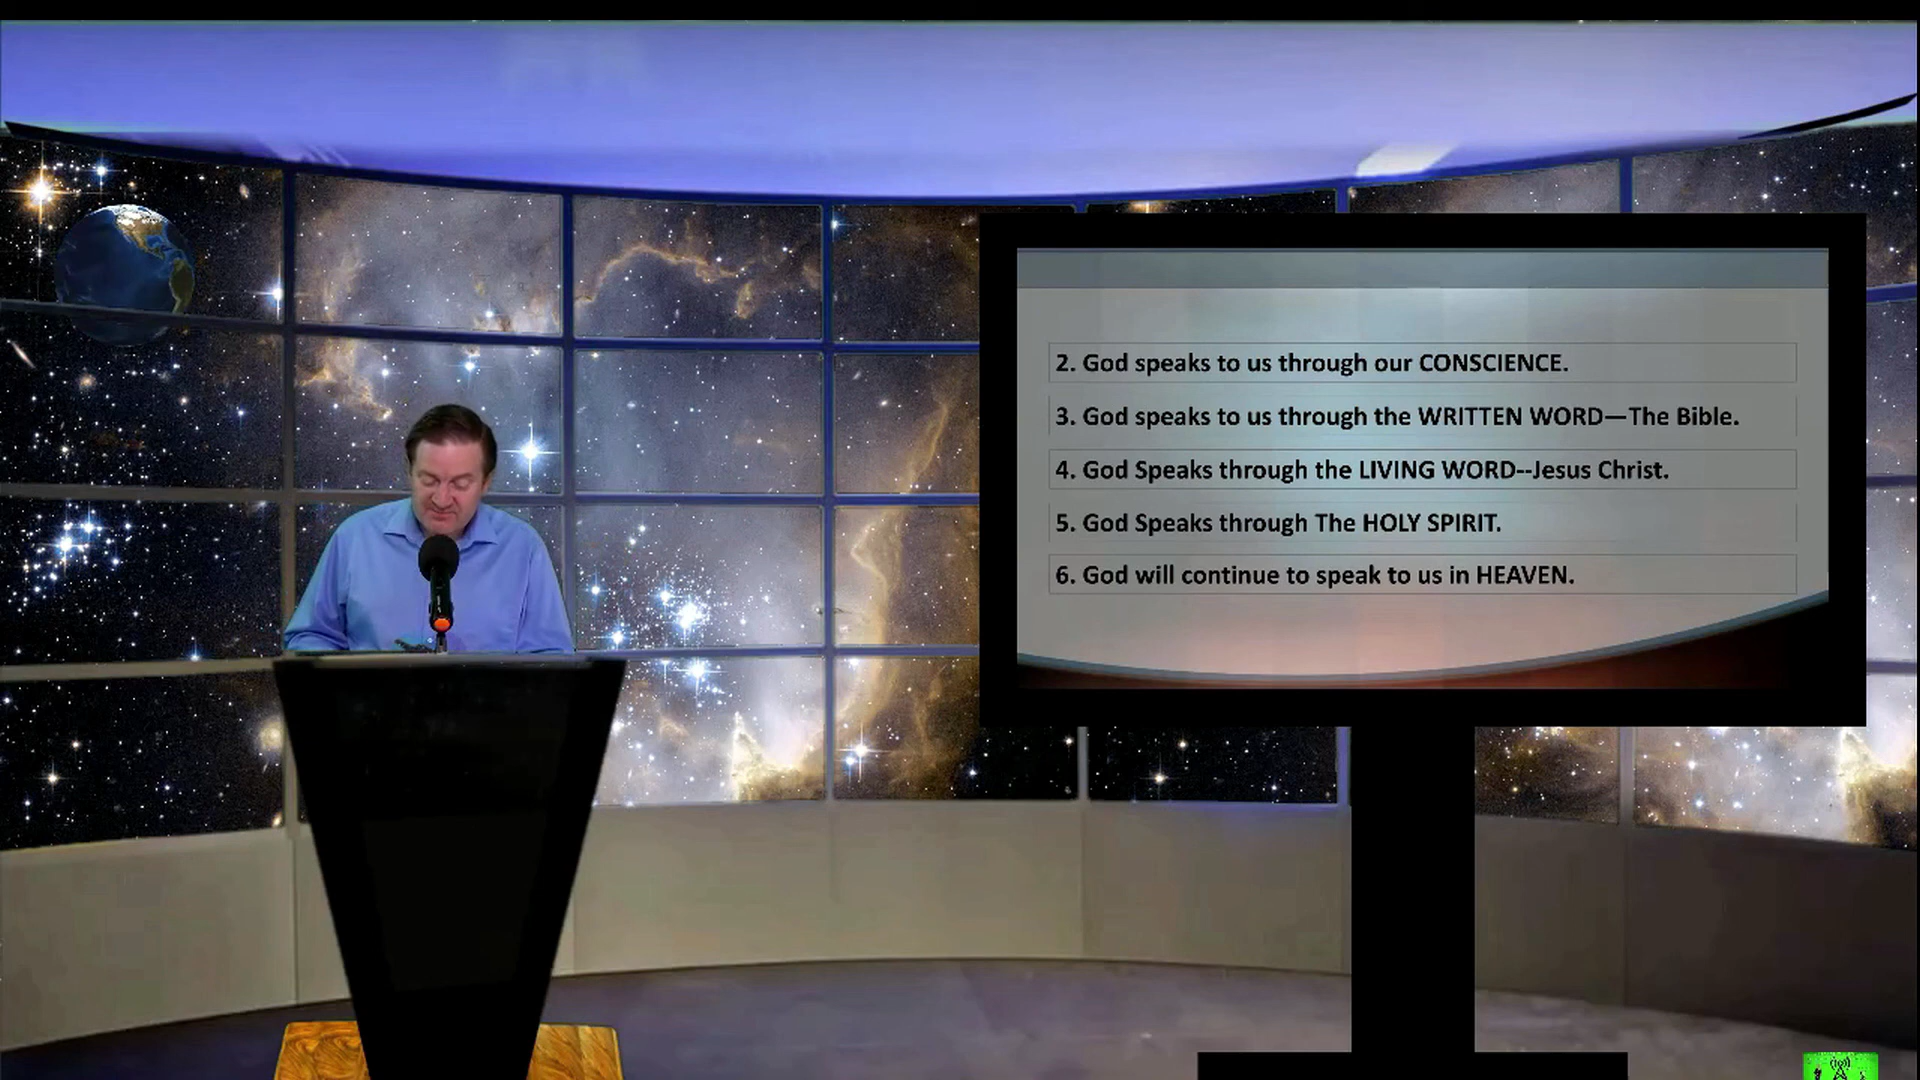 2. God speaks to us through our CONSCIENCE.
3. God speaks to us through the WRITTEN WORD—The Bible.
4. God Speaks through the LIVING WORD--Jesus Christ.
5. God Speaks through The HOLY SPIRIT.
6. God will continue to speak to us in HEAVEN.